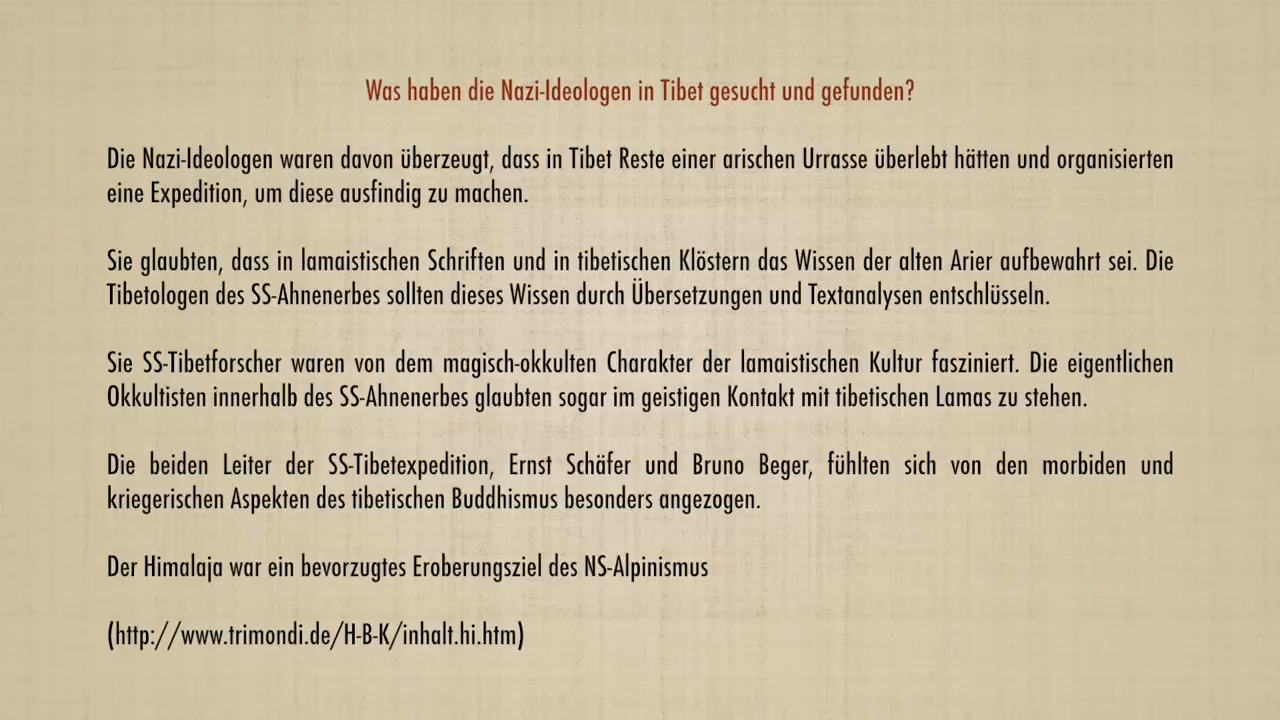 Was haben die Nazi-Ideologen in Tibet gesucht und gefunden?
Die Nazi-Ideologen waren davon überzeugt, dass in Tibet Reste einer arischen Urrasse überlebt hätten und organisierten
eine Expedition, um diese ausfindig zu machen.
Sie glaubten, dass in lamaistischen Schriften und in tibetischen Klöstern das Wissen der alten Arier aufbewahrt sei. Die
Tibetologen des SS-Ahnenerbes sollten dieses Wissen durch Übersetzungen und Textanalysen entschlüsseln.
Sie SS-Tibetforscher waren von dem magisch-okkulten Charakter der lamaistischen Kultur fasziniert. Die eigentlichen
Okkultisten innerhalb des SS-Ahnenerbes glaubten sogar im geistigen Kontakt mit tibetischen Lamas zu stehen.
Die beiden Leiter der SS-Tibetexpedition, Ernst Schäfer und Bruno Beger, fühlten sich von den morbiden und
kriegerischen Aspekten des tibetischen Buddhismus besonders angezogen.
Der Himalaja war ein bevorzugtes Eroberungsziel des NS-Alpinismus
(http://www.trimondi.de/H-B-K/inhalt.hi.htm)